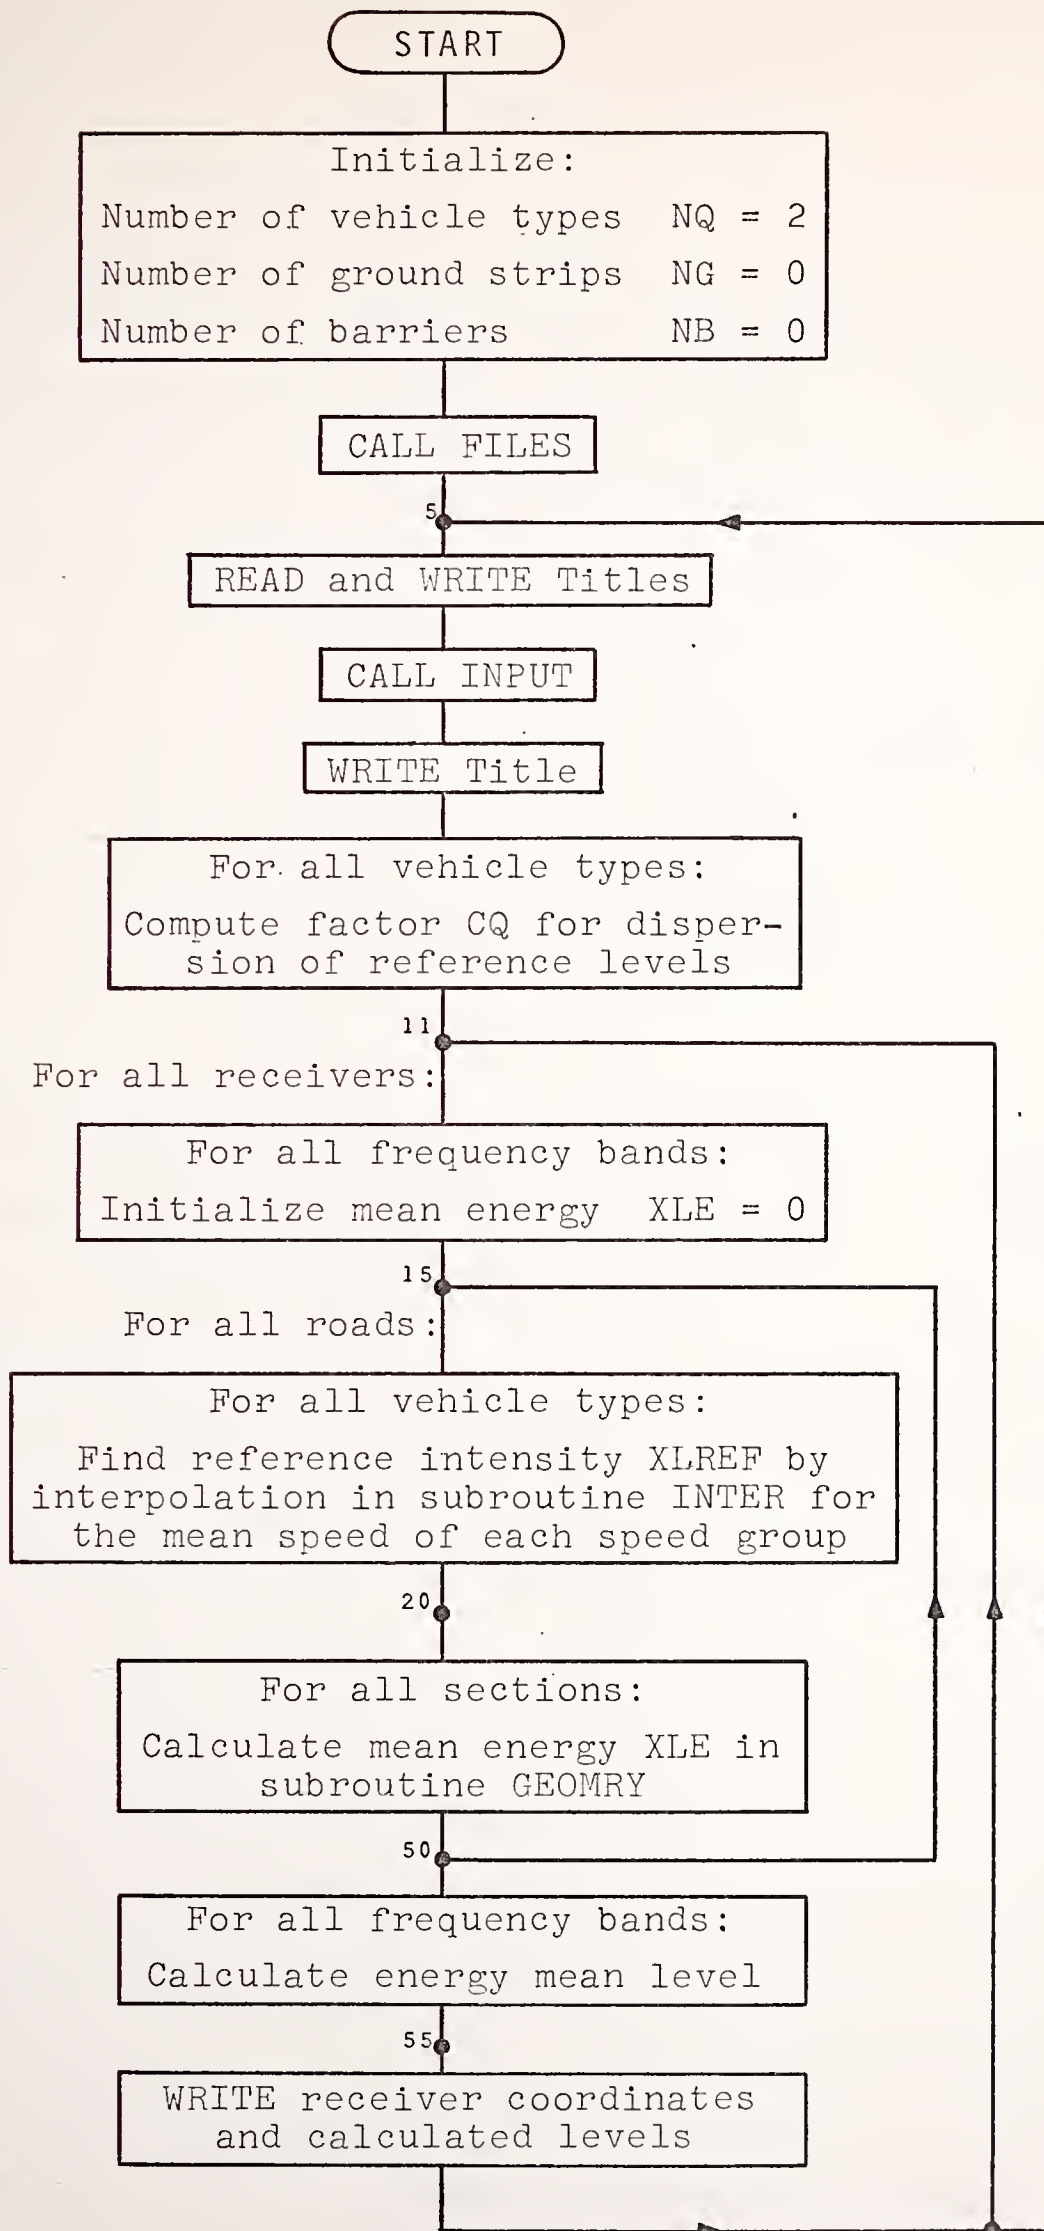 START
Initialize:
Number of vehicle types NQ = 2
Number of ground strips NG = 0
Number of barriers NB = 0
CALL FILES
5
READ and WRITE Titles
CALL INPUT
WRITE Title
For all vehicle types:
Compute factor CQ for disper-
sion of reference levels
11
For all receivers:
For all frequency bands:
Initialize mean energy XLE = 0
15
For all roads:
For all vehicle types:
Find reference intensity XLREF by
interpolation in subroutine INTER for
the mean speed of each speed group
20
For all sections:
Calculate mean energy XLE in
subroutine GEOMRY
50
For all frequency bands:
Calculate energy mean level
55
WRITE receiver coordinates
and calculated levels